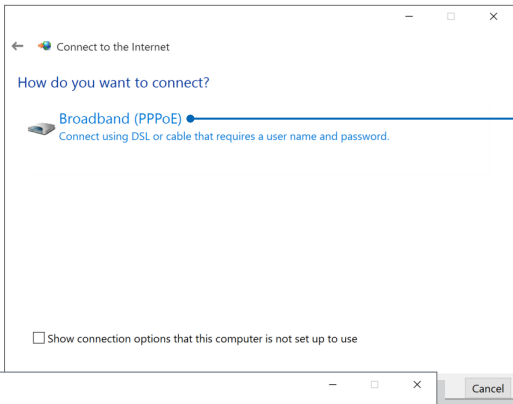 Connect to the Internet
How do you want to connect?
Broadband (PPPoE)
Connect using DSL or cable that requires a user name and password.
Show connection options that this computer is not set up to use
Cancel